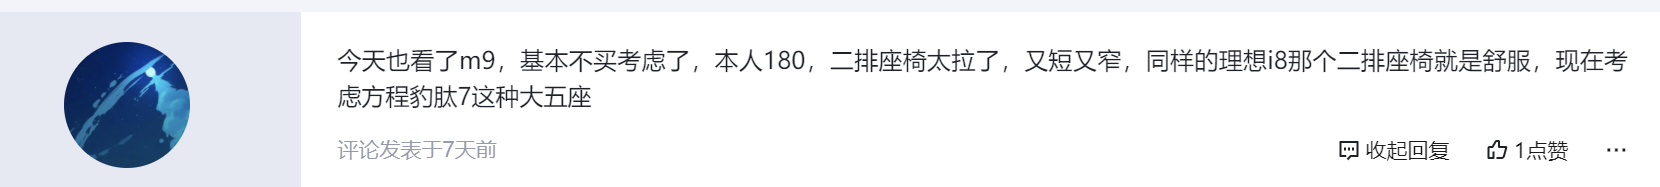 今天也看了m9，基本不买考虑了，本人180，二排座椅太拉了，又短又窄，同样的理想i8那个二排座椅就是舒服，现在考
虑方程豹肽7这种大五座
评论发表于7天前
收起回复 1点赞 ···